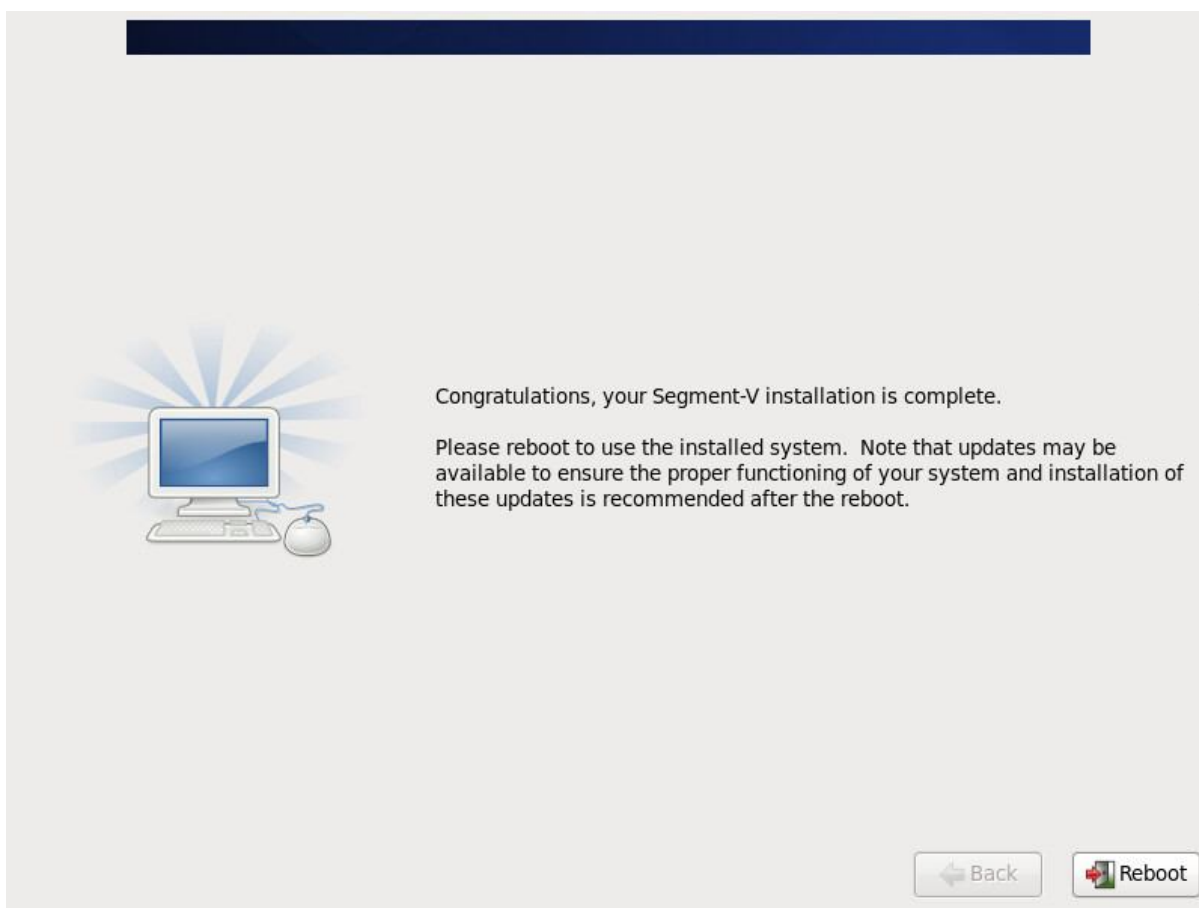 Congratulations, your Segment-V installation is complete.
Please reboot to use the installed system.  Note that updates may be
available to ensure the proper functioning of your system and installation of
these updates is recommended after the reboot.
Back
Reboot